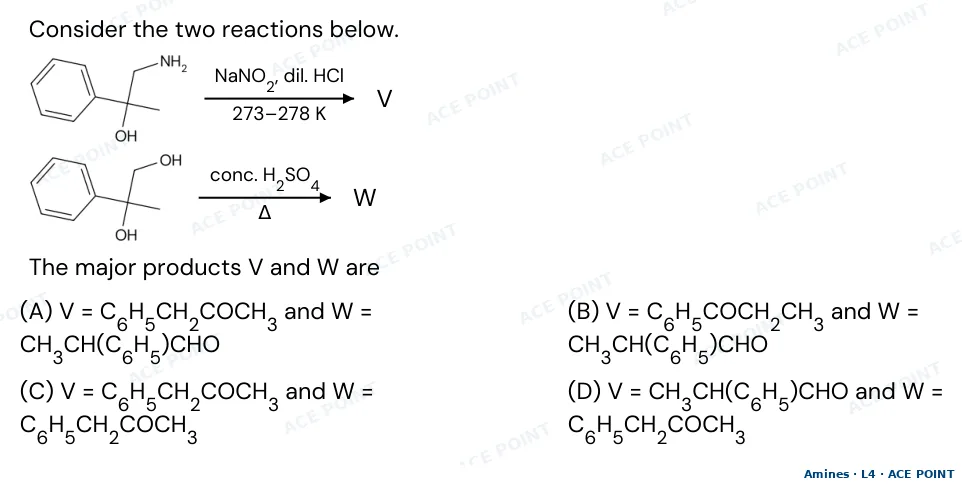 Consider the two reactions below.
NH₂
NaNO₂, dil. HCl
V
273–278 K
OH
OH
conc. H₂SO₄
W
Δ
OH
The major products V and W are
(A) V = C₆H₅CH₂COCH₃ and W =
CH₃CH(C₆H₅)CHO
(B) V = C₆H₅COCH₂CH₃ and W =
CH₃CH(C₆H₅)CHO
(C) V = C₆H₅CH₂COCH₃ and W =
C₆H₅CH₂COCH₃
(D) V = CH₃CH(C₆H₅)CHO and W =
C₆H₅CH₂COCH₃
Amines · L4 · ACE POINT
ACE POINT